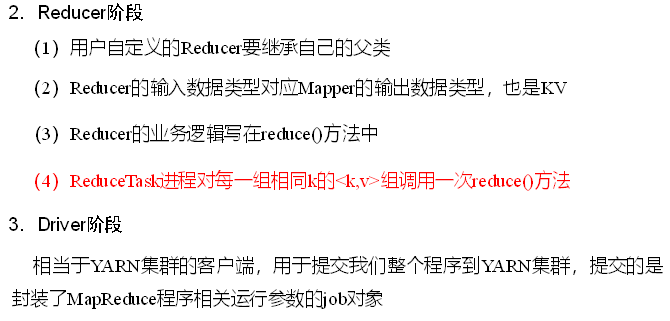 2．Reducer阶段
（1）用户自定义的Reducer要继承自己的父类
（2）Reducer的输入数据类型对应Mapper的输出数据类型，也是KV
（3）Reducer的业务逻辑写在reduce()方法中
（4）ReduceTask进程对每一组相同k的<k,v>组调用一次reduce()方法
3．Driver阶段
相当于YARN集群的客户端，用于提交我们整个程序到YARN集群，提交的是
封装了MapReduce程序相关运行参数的job对象